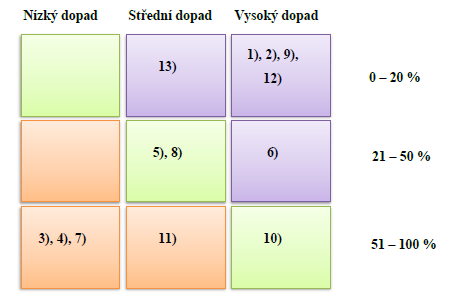 Nízký dopad Střední dopad Vysoký dopad
13)
1), 2), 9),
12)
0 – 20 %
5), 8)
6)
21 – 50 %
3), 4), 7)
11)
10)
51 – 100 %